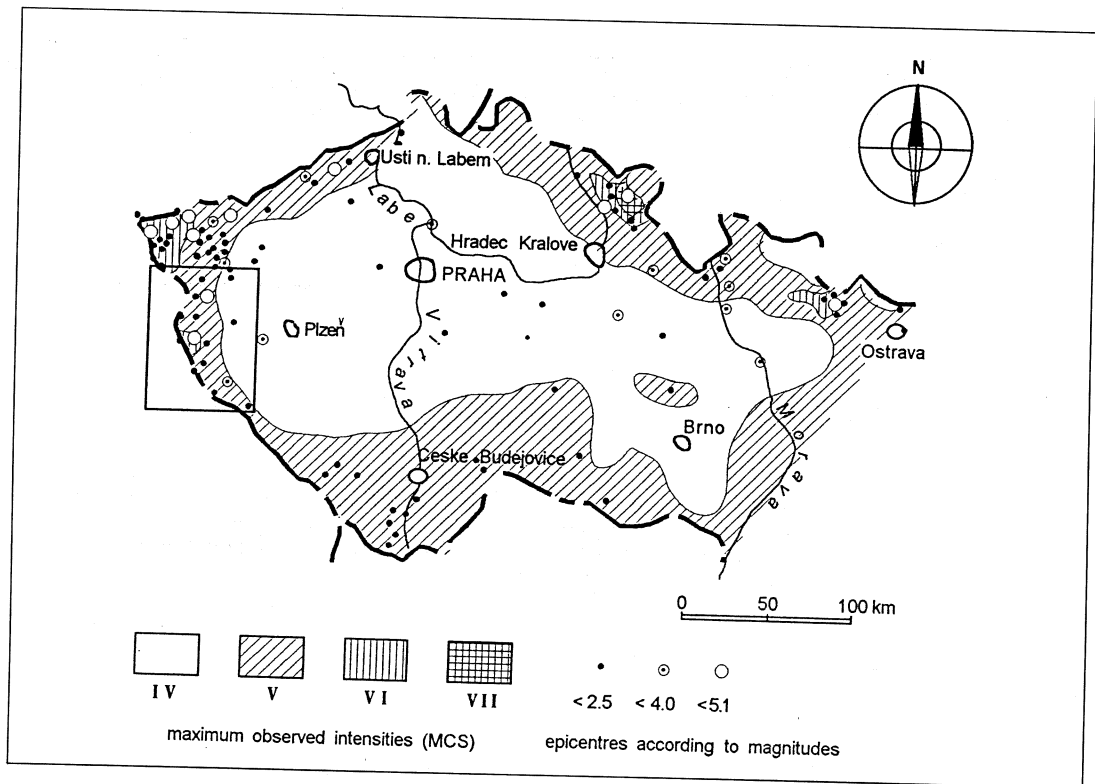 N
Usti n. Labem
Labe
Hradec Kralove
PRAHA
Plzeň
Vltava
Ostrava
Morava
Brno
Ceske Budejovice
0 50 100 km
IV V VI VII
<2.5 <4.0 <5.1
maximum observed intensities (MCS) epicentres according to magnitudes